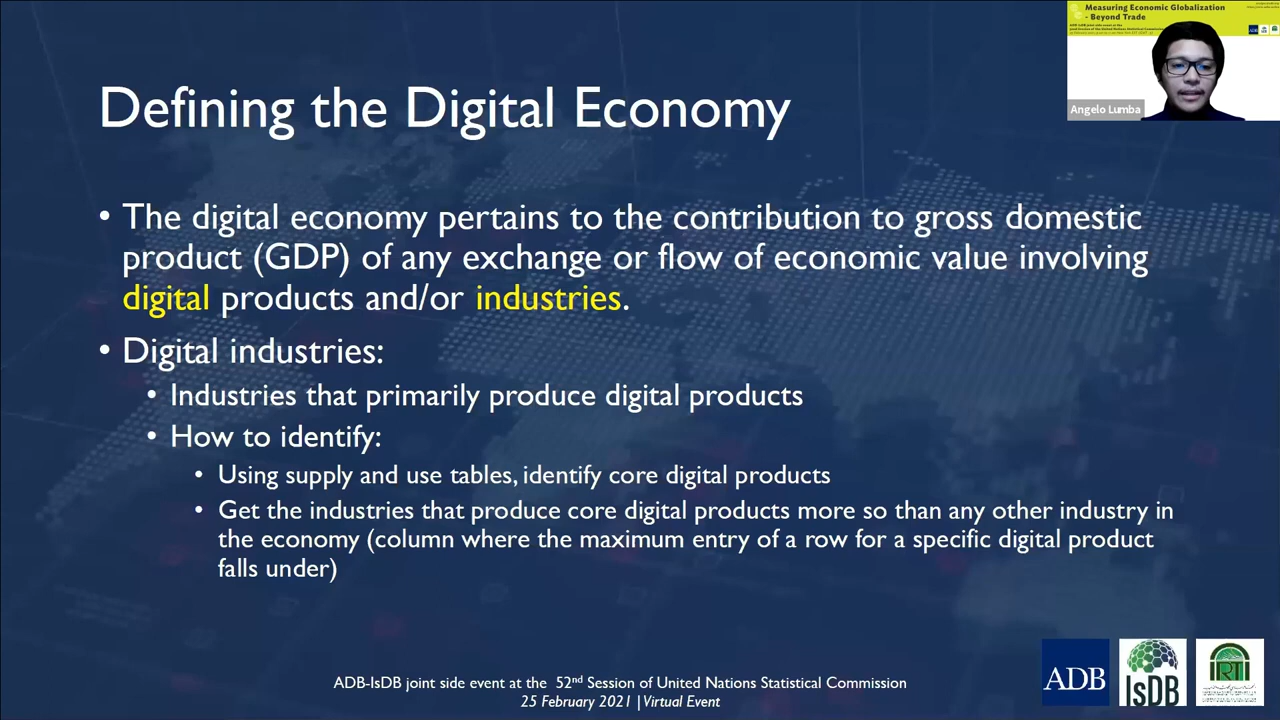 Measuring Economic Globalization
- Beyond Trade
Angelo Lumba
Defining the Digital Economy
• The digital economy pertains to the contribution to gross domestic
product (GDP) of any exchange or flow of economic value involving
digital products and/or industries.
• Digital industries:
• Industries that primarily produce digital products
• How to identify:
• Using supply and use tables, identify core digital products
• Get the industries that produce core digital products more so than any other industry in
the economy (column where the maximum entry of a row for a specific digital product
falls under)
ADB
IsDB
IRTI
ADB-IsDB joint side event at the 52nd Session of United Nations Statistical Commission
25 February 2021 | Virtual Event